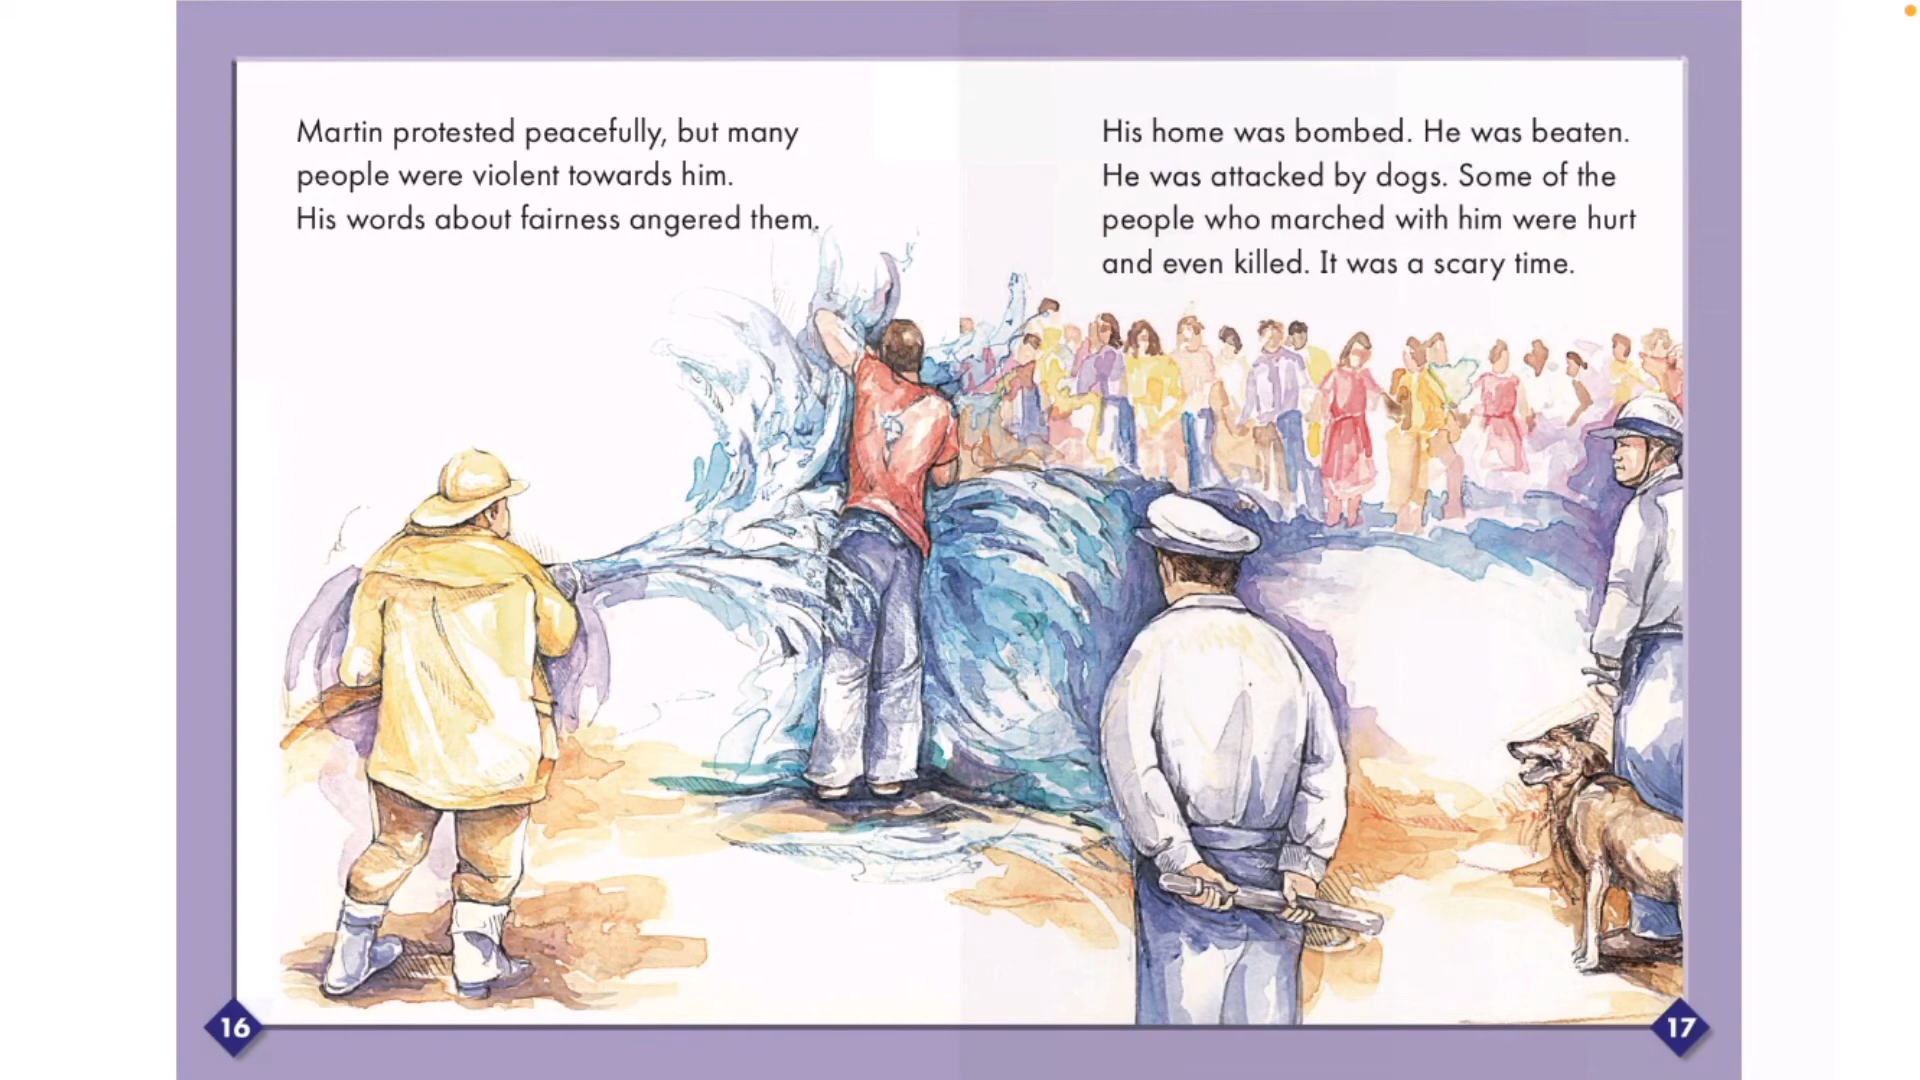 Martin protested peacefully, but many
people were violent towards him.
His words about fairness angered them.
His home was bombed. He was beaten.
He was attacked by dogs. Some of the
people who marched with him were hurt
and even killed. It was a scary time.
16
17